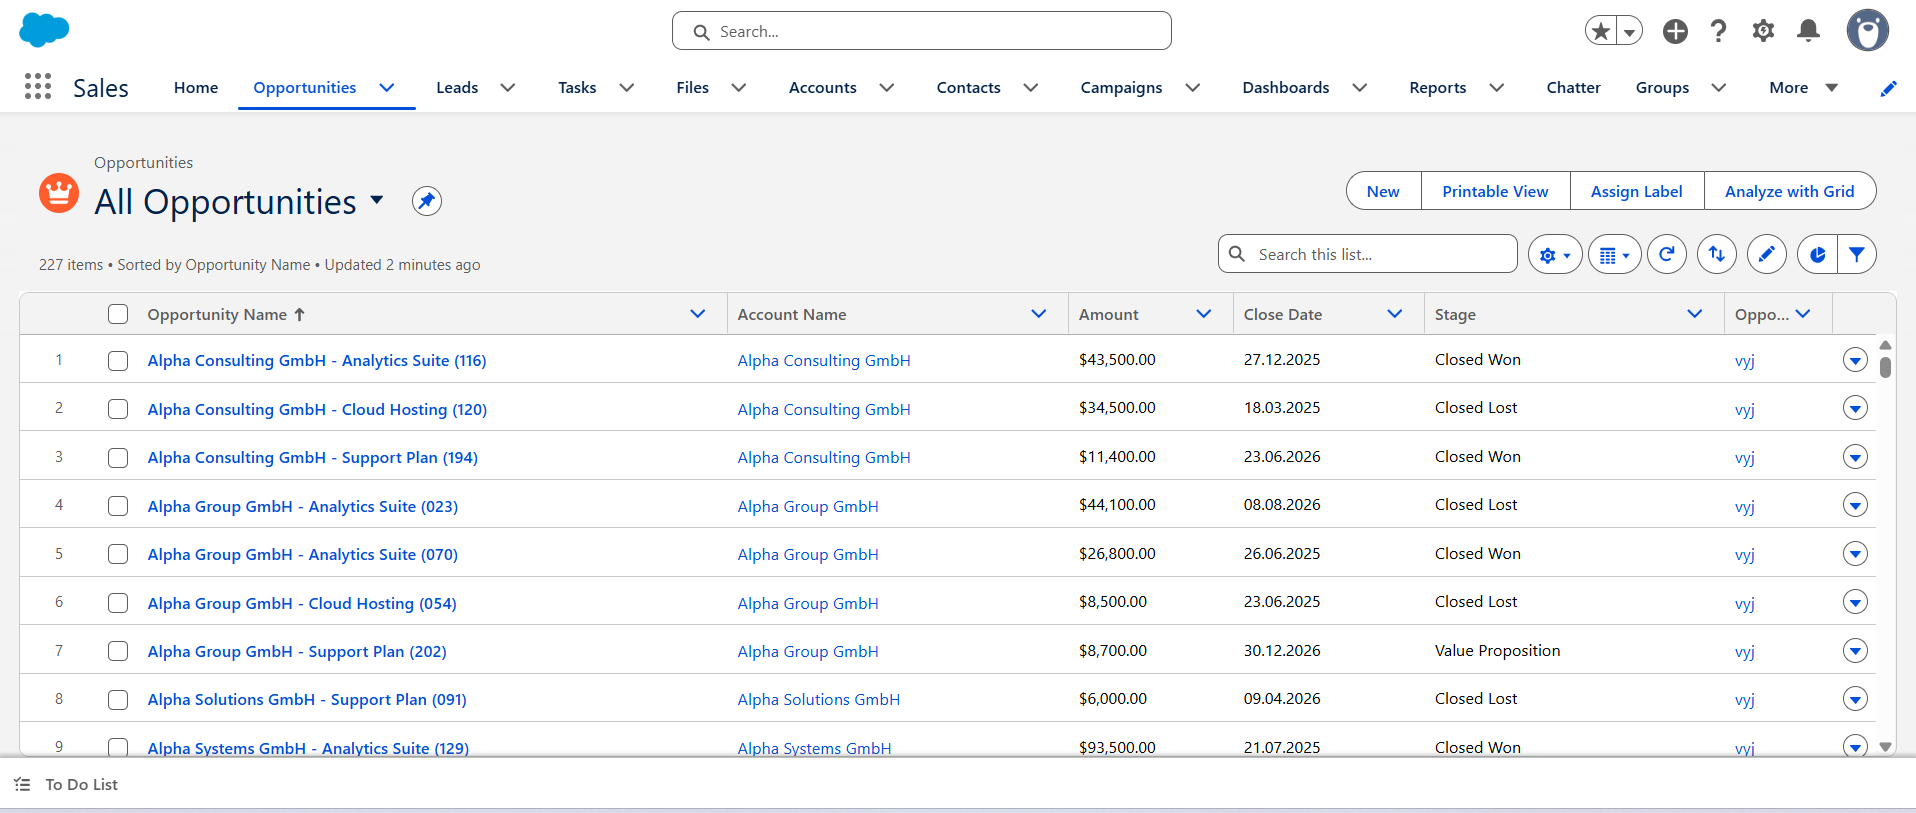 Search...
Sales Home Opportunities Leads Tasks Files Accounts Contacts Campaigns Dashboards Reports Chatter Groups More
Opportunities
All Opportunities
New Printable View Assign Label Analyze with Grid
227 items • Sorted by Opportunity Name • Updated 2 minutes ago
Search this list...
Opportunity Name Account Name Amount Close Date Stage Oppo...
1 Alpha Consulting GmbH - Analytics Suite (116) Alpha Consulting GmbH $43,500.00 27.12.2025 Closed Won vyj
2 Alpha Consulting GmbH - Cloud Hosting (120) Alpha Consulting GmbH $34,500.00 18.03.2025 Closed Lost vyj
3 Alpha Consulting GmbH - Support Plan (194) Alpha Consulting GmbH $11,400.00 23.06.2026 Closed Won vyj
4 Alpha Group GmbH - Analytics Suite (023) Alpha Group GmbH $44,100.00 08.08.2026 Closed Lost vyj
5 Alpha Group GmbH - Analytics Suite (070) Alpha Group GmbH $26,800.00 26.06.2025 Closed Won vyj
6 Alpha Group GmbH - Cloud Hosting (054) Alpha Group GmbH $8,500.00 23.06.2025 Closed Lost vyj
7 Alpha Group GmbH - Support Plan (202) Alpha Group GmbH $8,700.00 30.12.2026 Value Proposition vyj
8 Alpha Solutions GmbH - Support Plan (091) Alpha Solutions GmbH $6,000.00 09.04.2026 Closed Lost vyj
9 Alpha Systems GmbH - Analytics Suite (129) Alpha Systems GmbH $93,500.00 21.07.2025 Closed Won vyj
To Do List